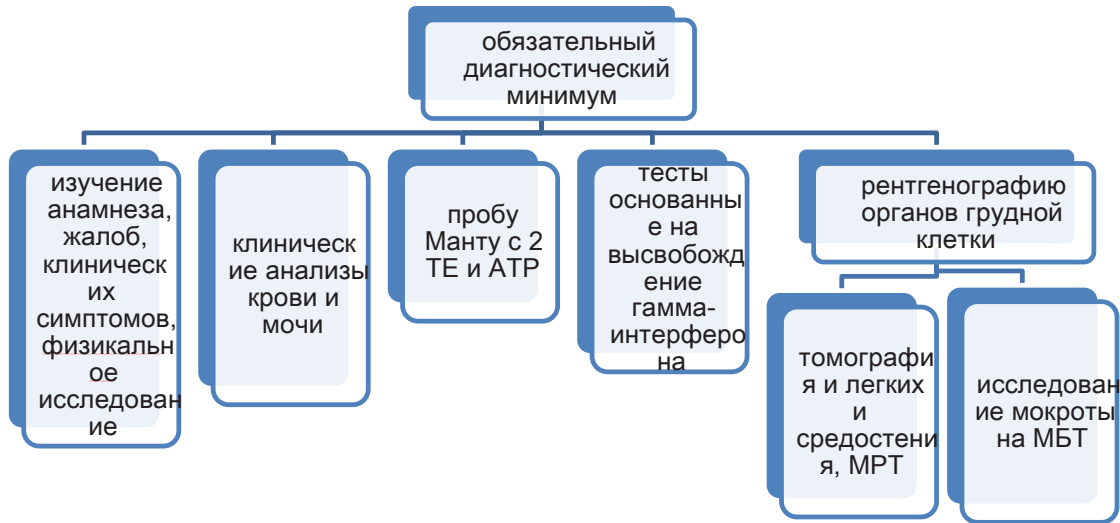 обязательный
диагностический
минимум
изучение
анамнеза,
жалоб,
клиническ
их
симптомов,
физикальн
ое
исследован
ие
клиническ
ие анализы
крови и
мочи
пробу
Манту с 2
ТЕ и АТР
тесты
основанны
е на
высвобожд
ение
гамма-
интерферо
на
рентгенографию
органов грудной
клетки
томографи
я и легких
и
средостени
я, МРТ
исследован
ие мокроты
на МБТ